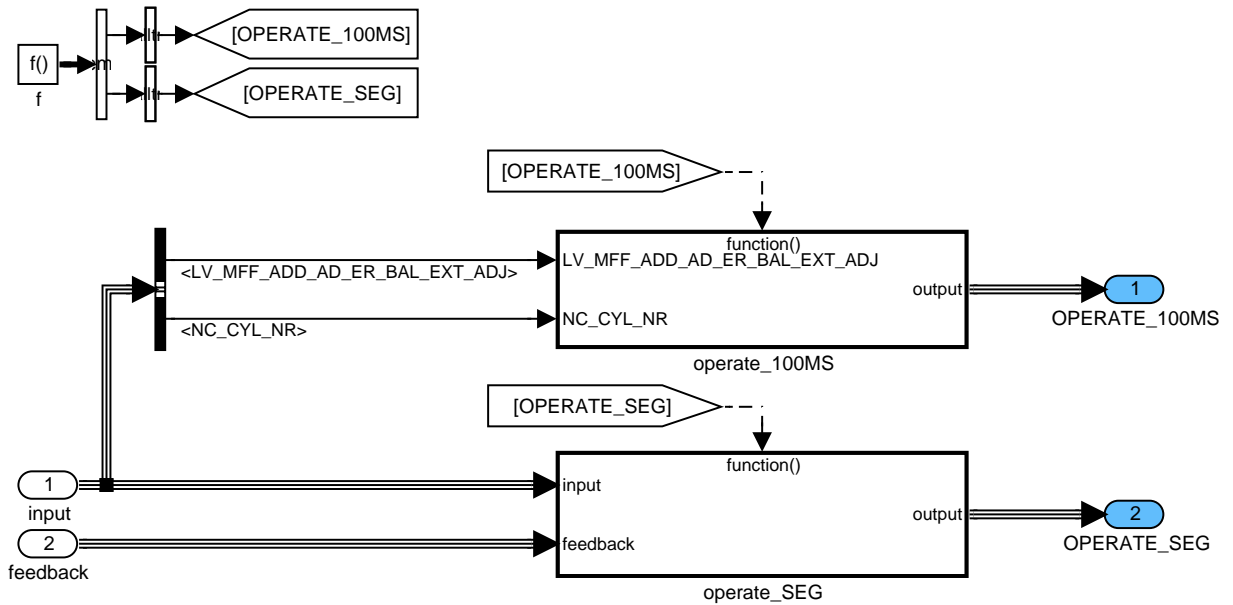 [OPERATE_100MS]
f()
f
[OPERATE_SEG]
[OPERATE_100MS]
function()
<LV_MFF_ADD_AD_ER_BAL_EXT_ADJ>
LV_MFF_ADD_AD_ER_BAL_EXT_ADJ
output
1
OPERATE_100MS
<NC_CYL_NR>
NC_CYL_NR
operate_100MS
[OPERATE_SEG]
function()
1
input
input
output
2
OPERATE_SEG
2
feedback
feedback
operate_SEG